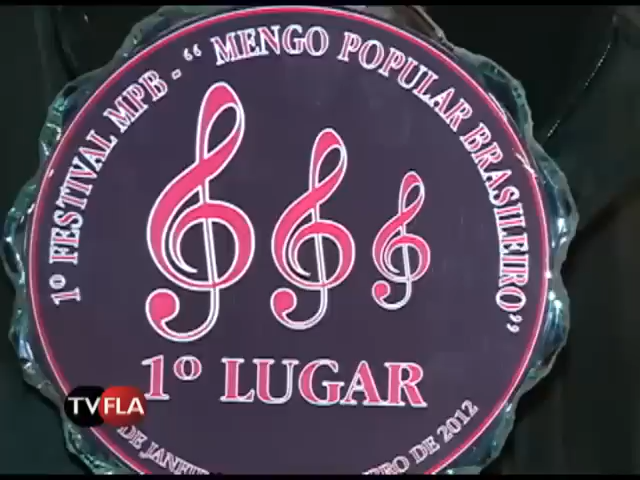 1º FESTIVAL MPB - "MENGO POPULAR BRASILEIRO"
1º LUGAR
DE 2012
TVFLA